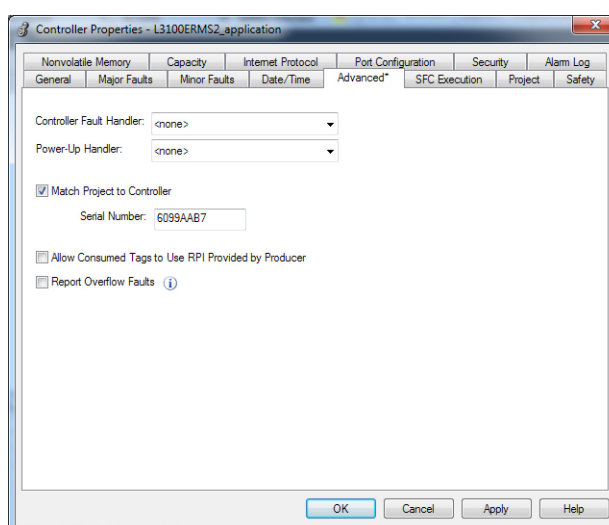 Controller Properties - L3100ERMS2_application
Nonvolatile Memory Capacity Internet Protocol Port Configuration Security Alarm Log
General Major Faults Minor Faults Date/Time Advanced* SFC Execution Project Safety
Controller Fault Handler: <none>
Power-Up Handler: <none>
Match Project to Controller
Serial Number: 6099AAB7
Allow Consumed Tags to Use RPI Provided by Producer
Report Overflow Faults
OK Cancel Apply Help